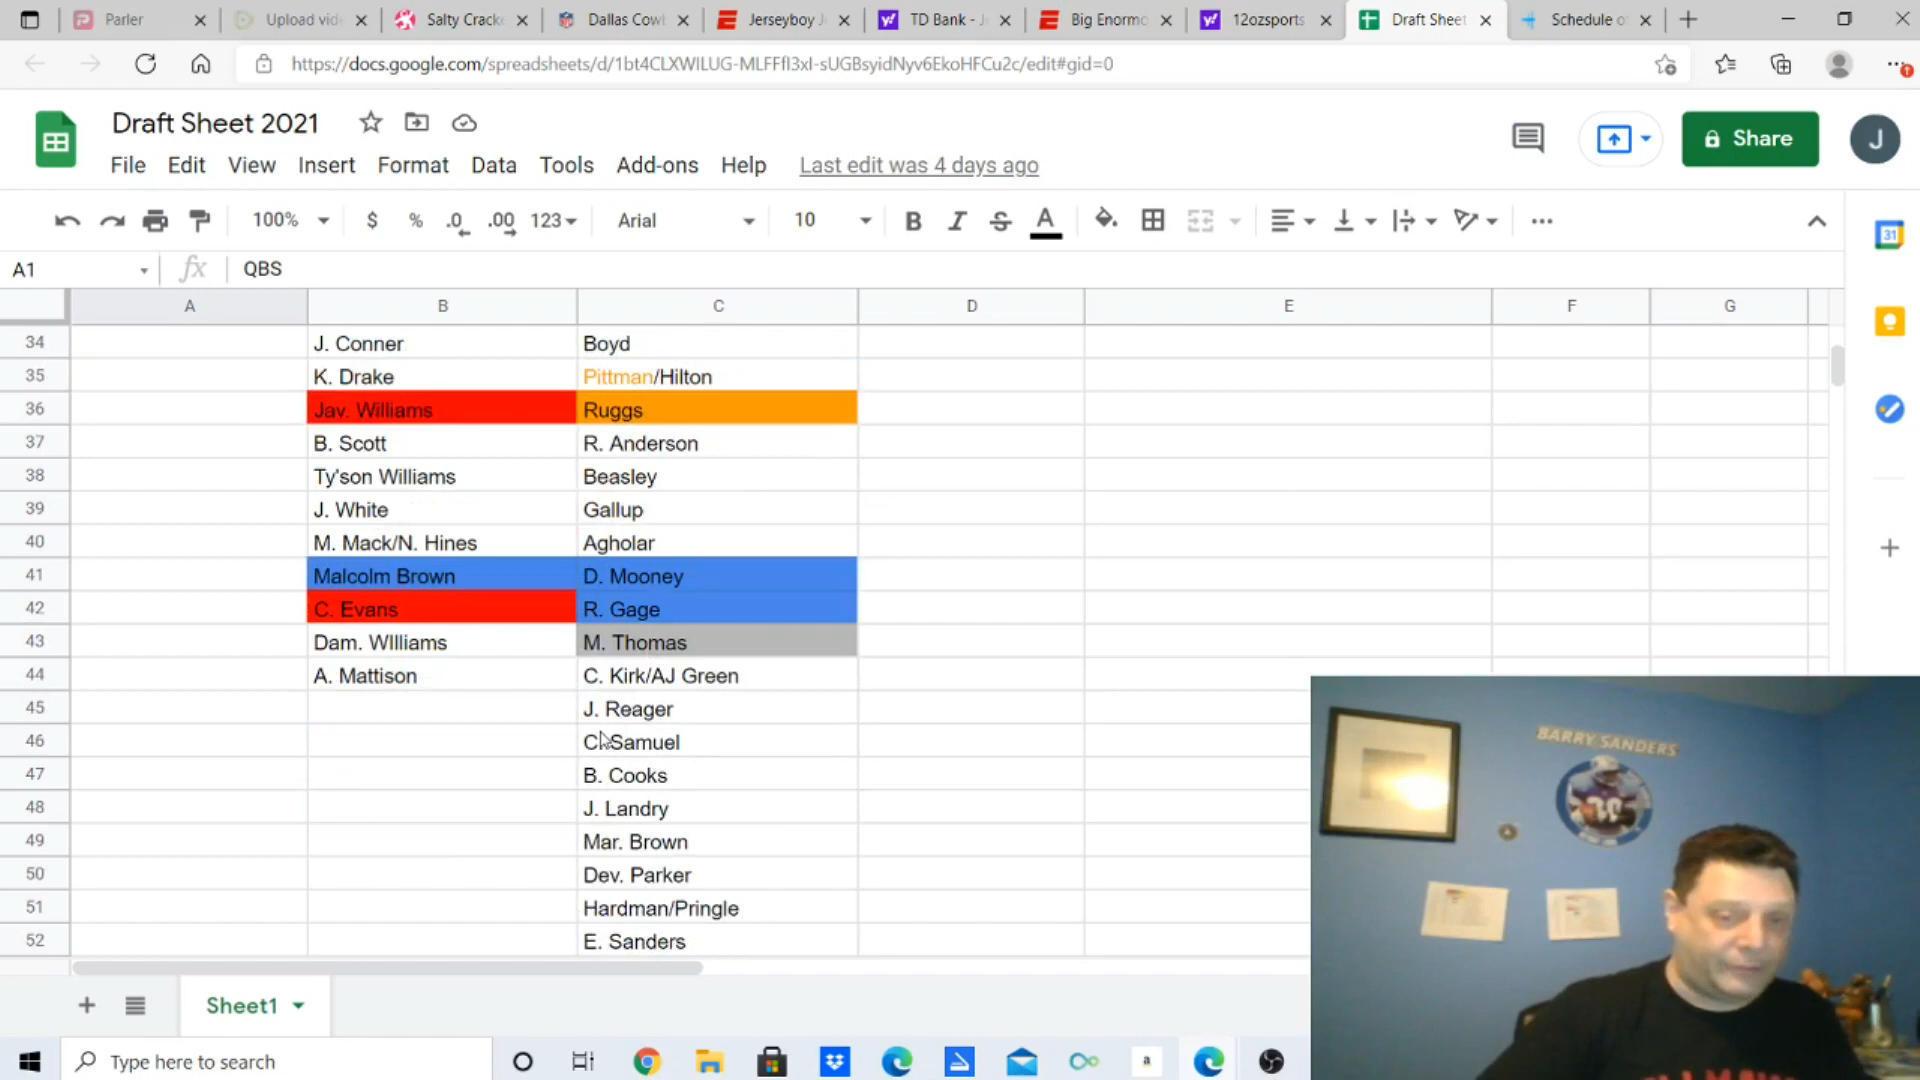 Parler
Upload vid
Salty Cracke
Dallas Cowl
Jerseyboy J
TD Bank - J
Big Enormo
12ozsports
Draft Sheet
Schedule o
https://docs.google.com/spreadsheets/d/1bt4CLXWILUG-MLFFfI3xI-sUGBsyidNyv6EkoHFCu2c/edit#gid=0
Draft Sheet 2021
Share
J
File Edit View Insert Format Data Tools Add-ons Help Last edit was 4 days ago
100% $ % .0 .00 123 Arial 10 B I S A
31
A1 fx QBS
A B C D E F G
34 J. Conner Boyd
35 K. Drake Pittman/Hilton
36 Jav. Williams Ruggs
37 B. Scott R. Anderson
38 Ty'son Williams Beasley
39 J. White Gallup
40 M. Mack/N. Hines Agholar
41 Malcolm Brown D. Mooney
42 C. Evans R. Gage
43 Dam. WIlliams M. Thomas
44 A. Mattison C. Kirk/AJ Green
45 J. Reager
46 C. Samuel
47 B. Cooks
48 J. Landry
49 Mar. Brown
50 Dev. Parker
51 Hardman/Pringle
52 E. Sanders
BARRY SANDERS
Sheet1
Type here to search
a